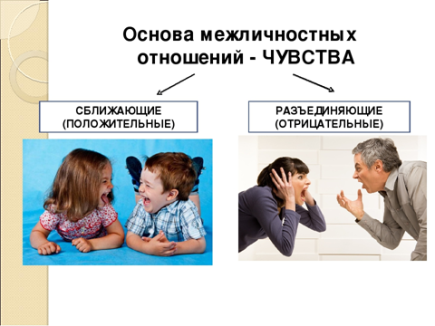 Основа межличностных
отношений - ЧУВСТВА
СБЛИЖАЮЩИЕ
(ПОЛОЖИТЕЛЬНЫЕ)
РАЗЪЕДИНЯЮЩИЕ
(ОТРИЦАТЕЛЬНЫЕ)